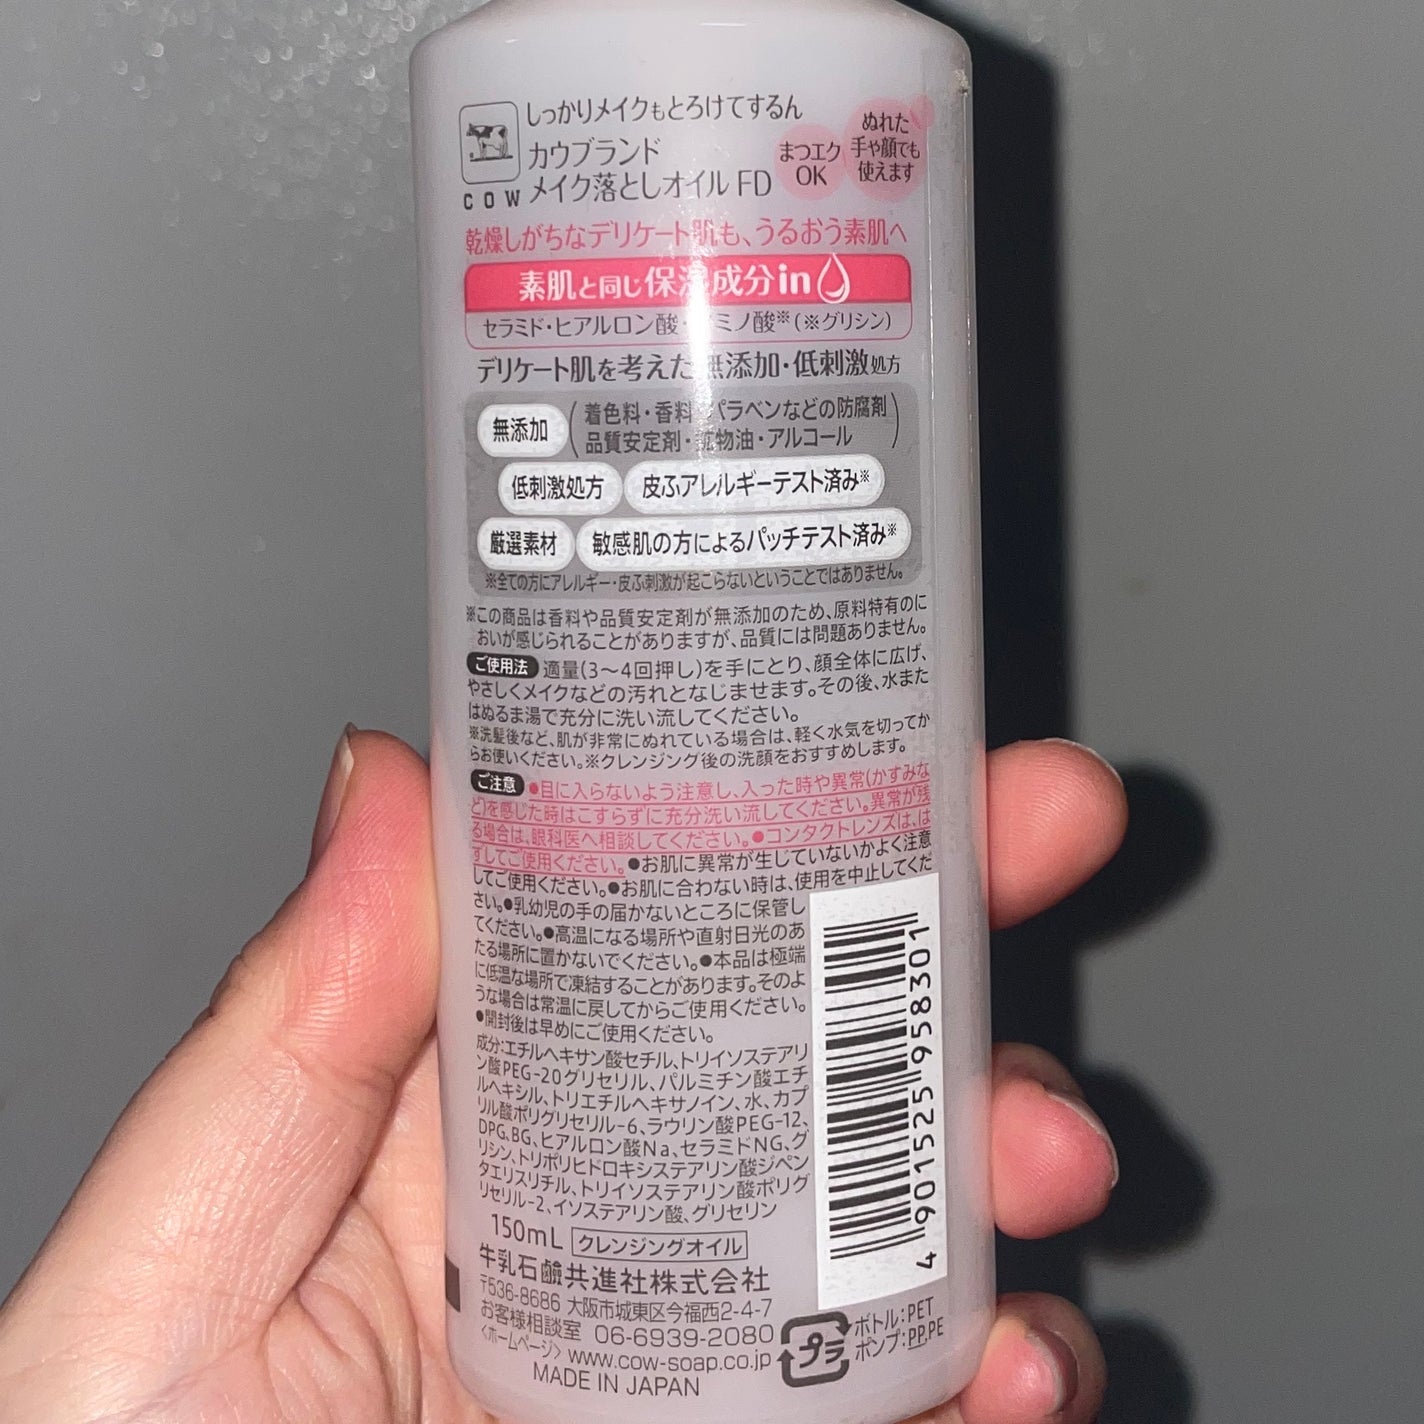 しっかりメイクもとろけてするん
カウブランド
メイク落としオイル FD
COW
まつエク
OK
ぬれた
手や顔でも
使えます
乾燥しがちなデリケート肌も、うるおう素肌へ
素肌と同じ保湿成分in
セラミド・ヒアルロン酸・アミノ酸※(※グリシン)
デリケート肌を考えた無添加・低刺激処方
無添加
(着色料・香料・パラベンなどの防腐剤
品質安定剤・鉱物油・アルコール)
低刺激処方 皮ふアレルギーテスト済み※
厳選素材 敏感肌の方によるパッチテスト済み※
※全ての方にアレルギー・皮ふ刺激が起こらないということではありません。
※この商品は香料や品質安定剤が無添加のため、原料特有のに
おいが感じられることがありますが、品質には問題ありません。
ご使用法 適量(3〜4回押し)を手にとり、顔全体に広げ、
やさしくメイクなどの汚れとなじませます。その後、水また
はぬるま湯で充分に洗い流してください。
※洗髪後など、肌が非常にぬれている場合は、軽く水気を切ってか
らお使いください。※クレンジング後の洗顔をおすすめします。
ご注意 ●目に入らないよう注意し、入った時や異常(かすみな
ど)を感じた時はこすらずに充分洗い流してください。異常が残
る場合は、眼科医へ相談してください。●コンタクトレンズは、は
ずしてご使用ください。●お肌に異常が生じていないかよく注意
してご使用ください。●お肌に合わない時は、使用を中止してくだ
さい。●乳幼児の手の届かないところに保管し
てください。●高温になる場所や直射日光のあ
たる場所に置かないでください。●本品は極端
に低温な場所で凍結することがあります。そのよ
うな場合は常温に戻してからご使用ください。
●開封後は早めにご使用ください。
成分:エチルヘキサン酸セチル、トリイソステアリ
ン酸PEG-20グリセリル、パルミチン酸エチ
ルヘキシル、トリエチルヘキサノイン、水、カプ
リル酸ポリグリセリル-6、ラウリン酸PEG-12、
DPG、BG、ヒアルロン酸Na、セラミドNG、グ
リシン、トリポリヒドロキシステアリン酸ジペン
タエリスリチル、トリイソステアリン酸ポリグ
リセリル-2、イソステアリン酸、グリセリン
150mL クレンジングオイル
牛乳石鹼共進社株式会社
〒536-8686 大阪市城東区今福西2-4-7
お客様相談室 06-6939-2080
<ホームページ> www.cow-soap.co.jp
MADE IN JAPAN
4 901525 958301
プラ
ボトル:PET
ポンプ:PP,PE